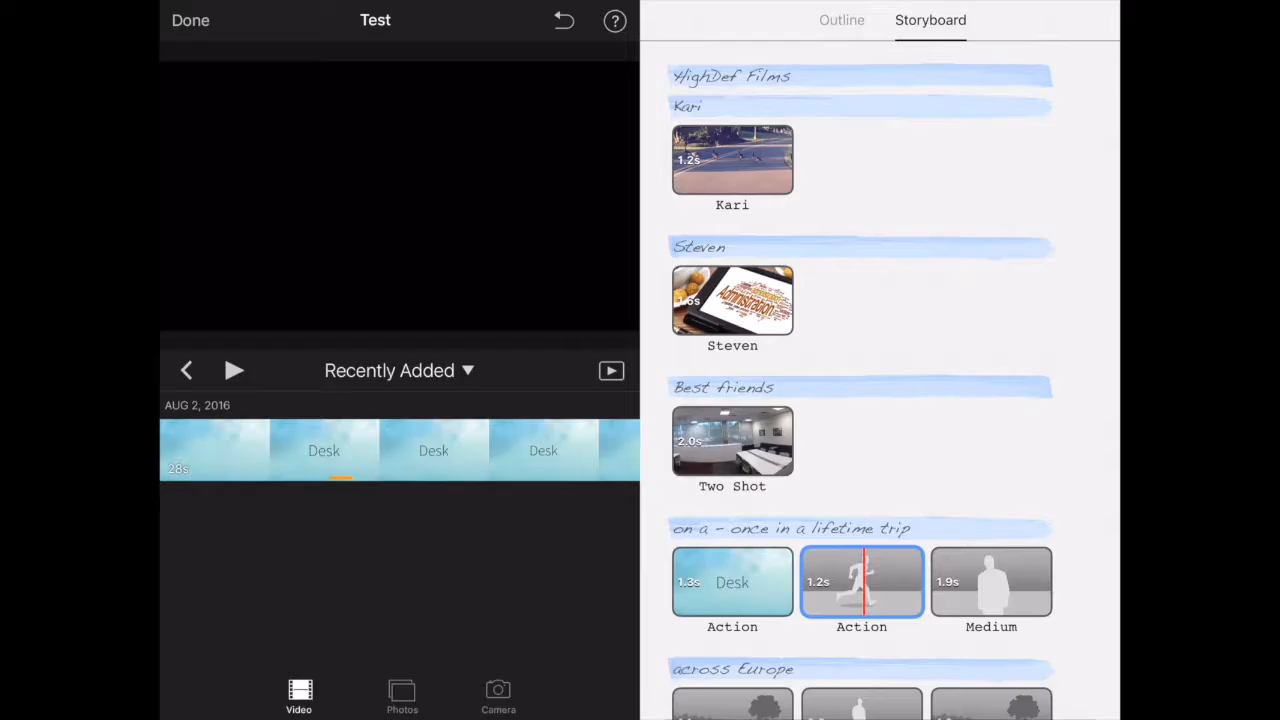 Done
Test
?
Recently Added ▼
AUG 2, 2016
28s
Desk
Desk
Desk
Video
Photos
Camera
Outline
Storyboard
HighDef Films
Kari
1.2s
Kari
Steven
1.6s
Administration
Steven
Best friends
2.0s
Two Shot
on a - once in a lifetime trip
1.3s
Desk
1.2s
1.9s
Action
Action
Medium
across Europe